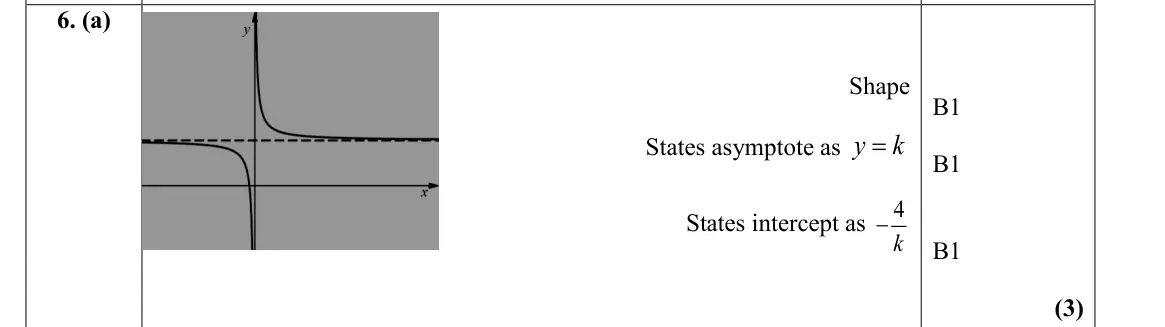 6. (a)
y
x
Shape
B1
States asymptote as y = k
B1
States intercept as −4/k
B1
(3)